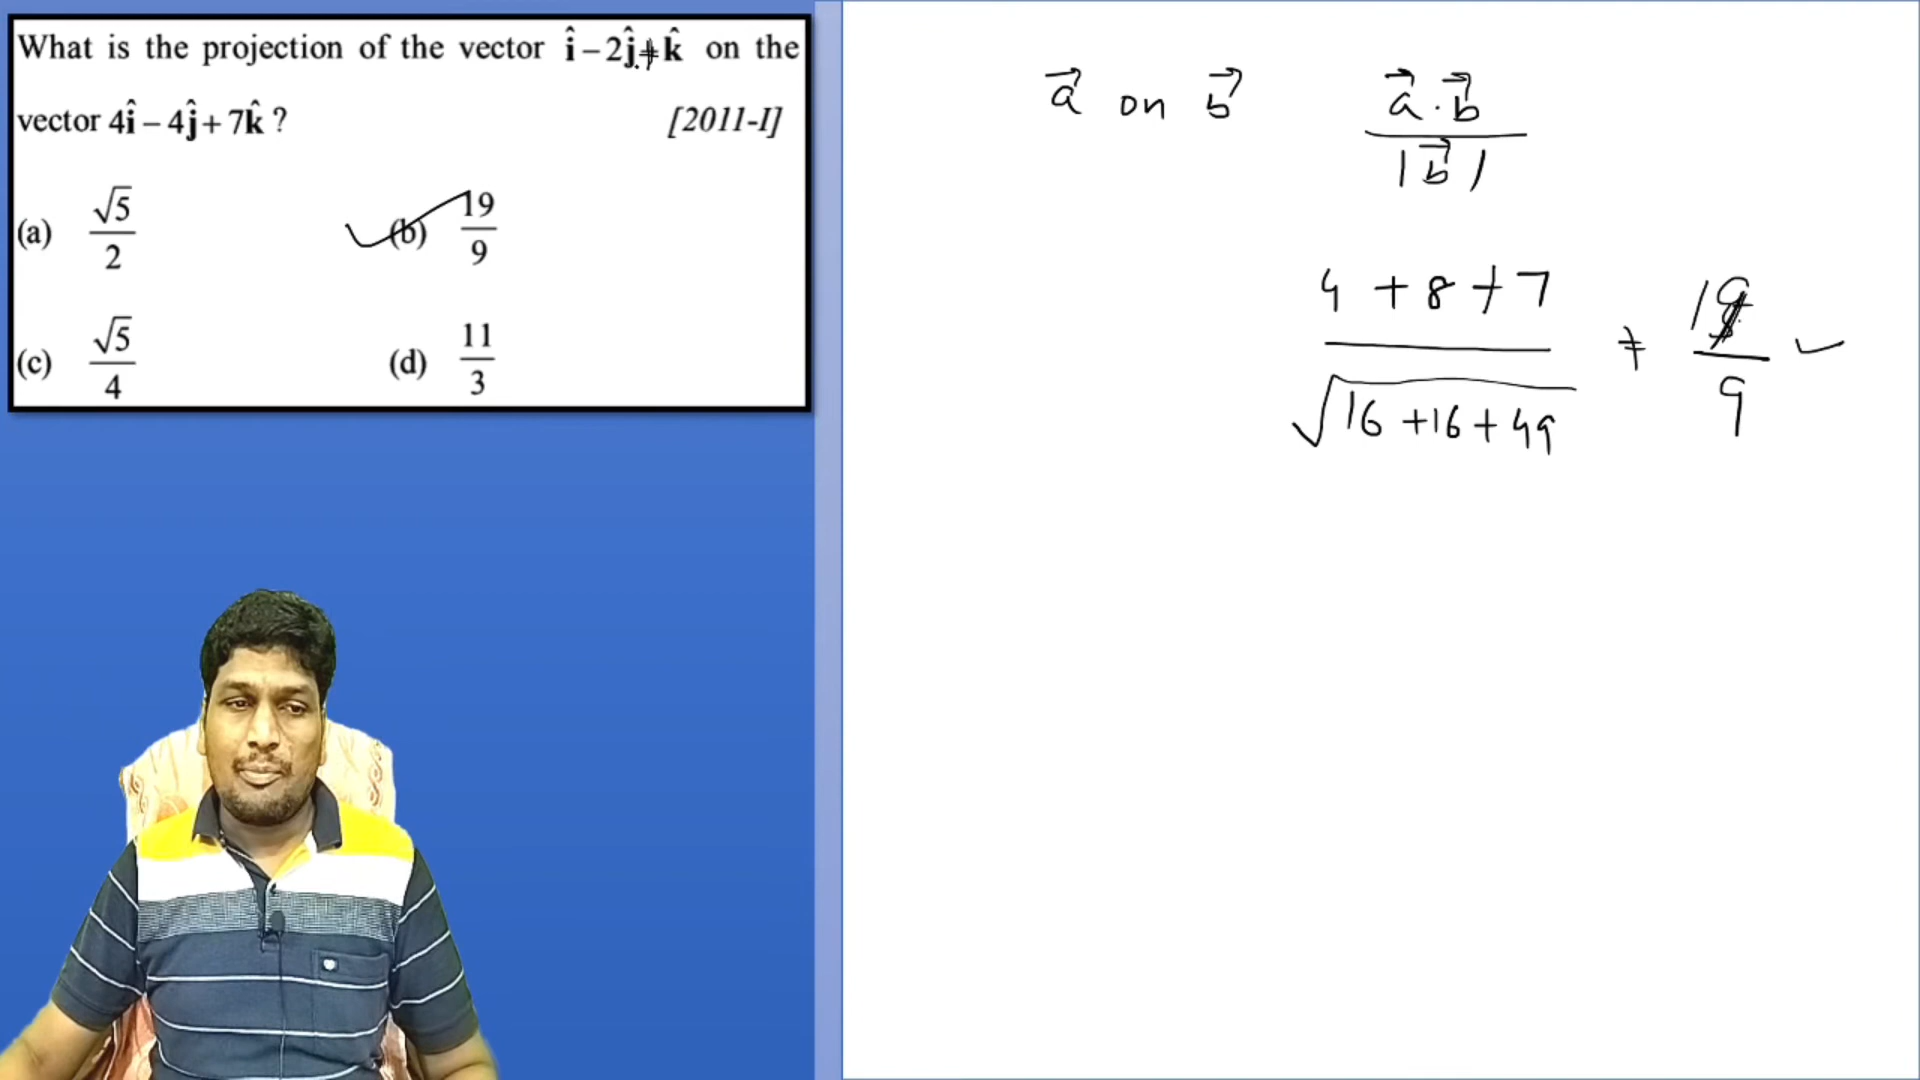 What is the projection of the vector î – 2ĵ + k̂ on the
vector 4î – 4ĵ + 7k̂ ? [2011-I]
(a) √5/2 (b) 19/9
(c) √5/4 (d) 11/3
a⃗ on b⃗ a⃗ · b⃗ / |b⃗|
4 + 8 + 7 / √16 + 16 + 49 = 19/9